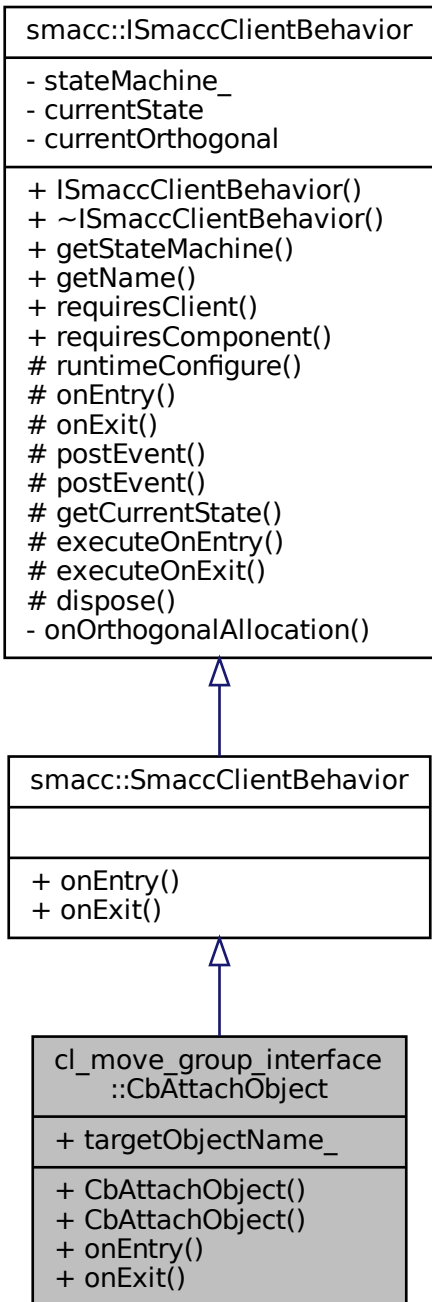 smacc::ISmaccClientBehavior
- stateMachine_
- currentState
- currentOrthogonal
+ ISmaccClientBehavior()
+ ~ISmaccClientBehavior()
+ getStateMachine()
+ getName()
+ requiresClient()
+ requiresComponent()
# runtimeConfigure()
# onEntry()
# onExit()
# postEvent()
# postEvent()
# getCurrentState()
# executeOnEntry()
# executeOnExit()
# dispose()
- onOrthogonalAllocation()
smacc::SmaccClientBehavior
+ onEntry()
+ onExit()
cl_move_group_interface
::CbAttachObject
+ targetObjectName_
+ CbAttachObject()
+ CbAttachObject()
+ onEntry()
+ onExit()